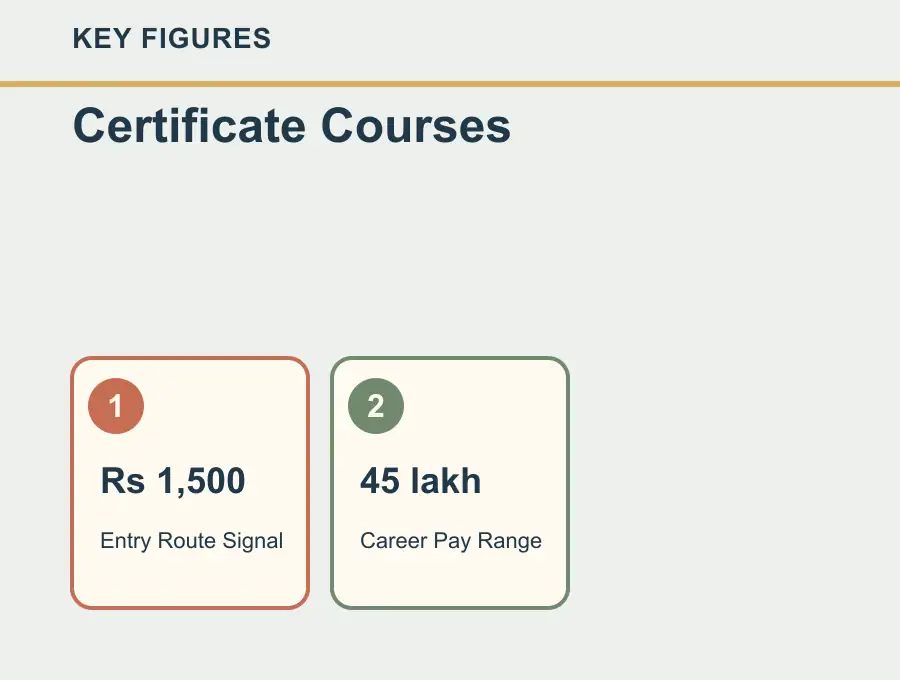 KEY FIGURES
Certificate Courses
1
Rs 1,500
Entry Route Signal
2
45 lakh
Career Pay Range